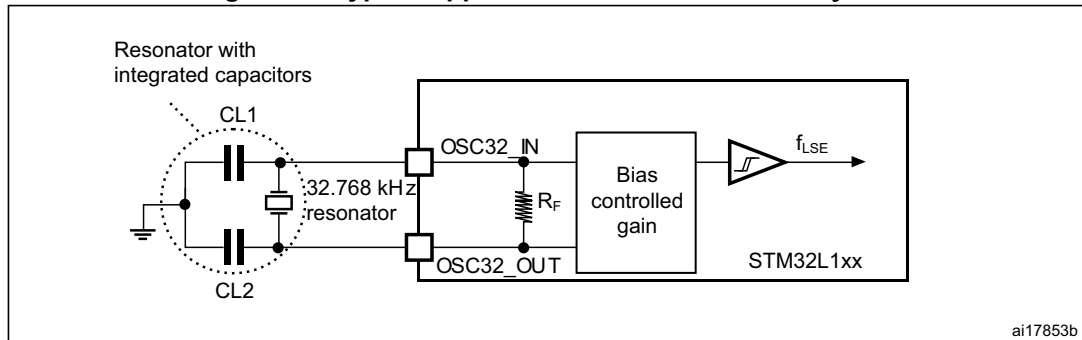 Resonator with
integrated capacitors
CL1
OSC32_IN
fLSE
32.768 kHz
resonator
RF
Bias
controlled
gain
OSC32_OUT
STM32L1xx
CL2
ai17853b